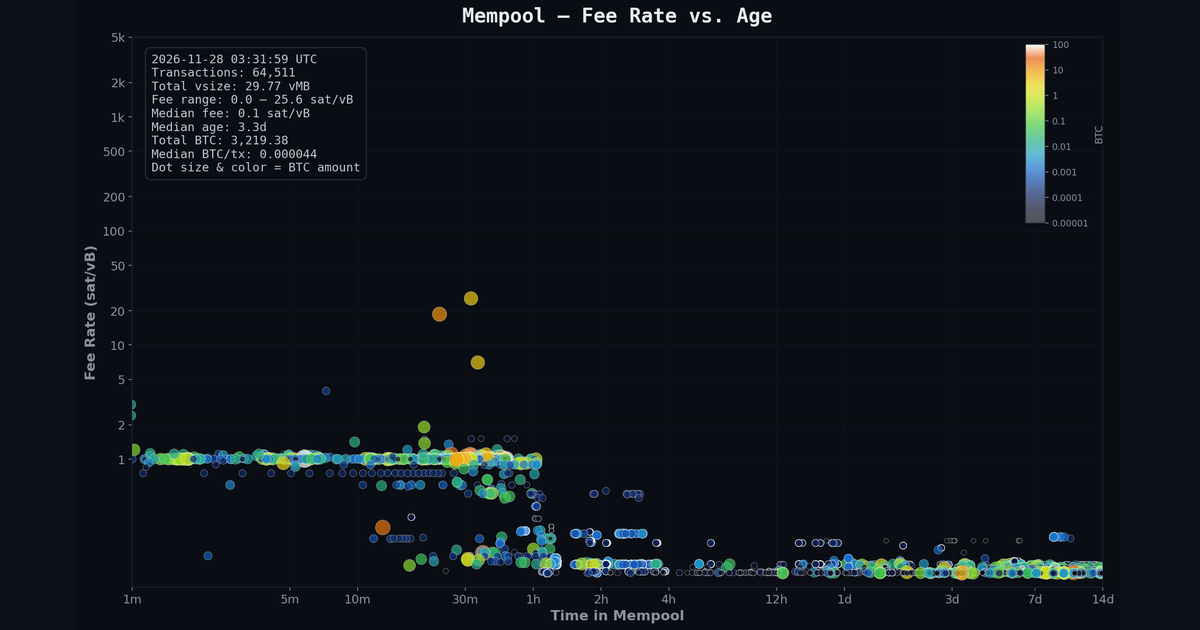 Mempool — Fee Rate vs. Age
2026-11-28 03:31:59 UTC
Transactions: 64,511
Total vsize: 29.77 vMB
Fee range: 0.0 – 25.6 sat/vB
Median fee: 0.1 sat/vB
Median age: 3.3d
Total BTC: 3,219.38
Median BTC/tx: 0.000044
Dot size & color = BTC amount
5k
2k
1k
500
200
100
50
20
10
5
2
1
Fee Rate (sat/vB)
100
10
1
0.1
0.01
0.001
0.0001
0.00001
BTC
1m 5m 10m 30m 1h 2h 4h 12h 1d 3d 7d 14d
Time in Mempool